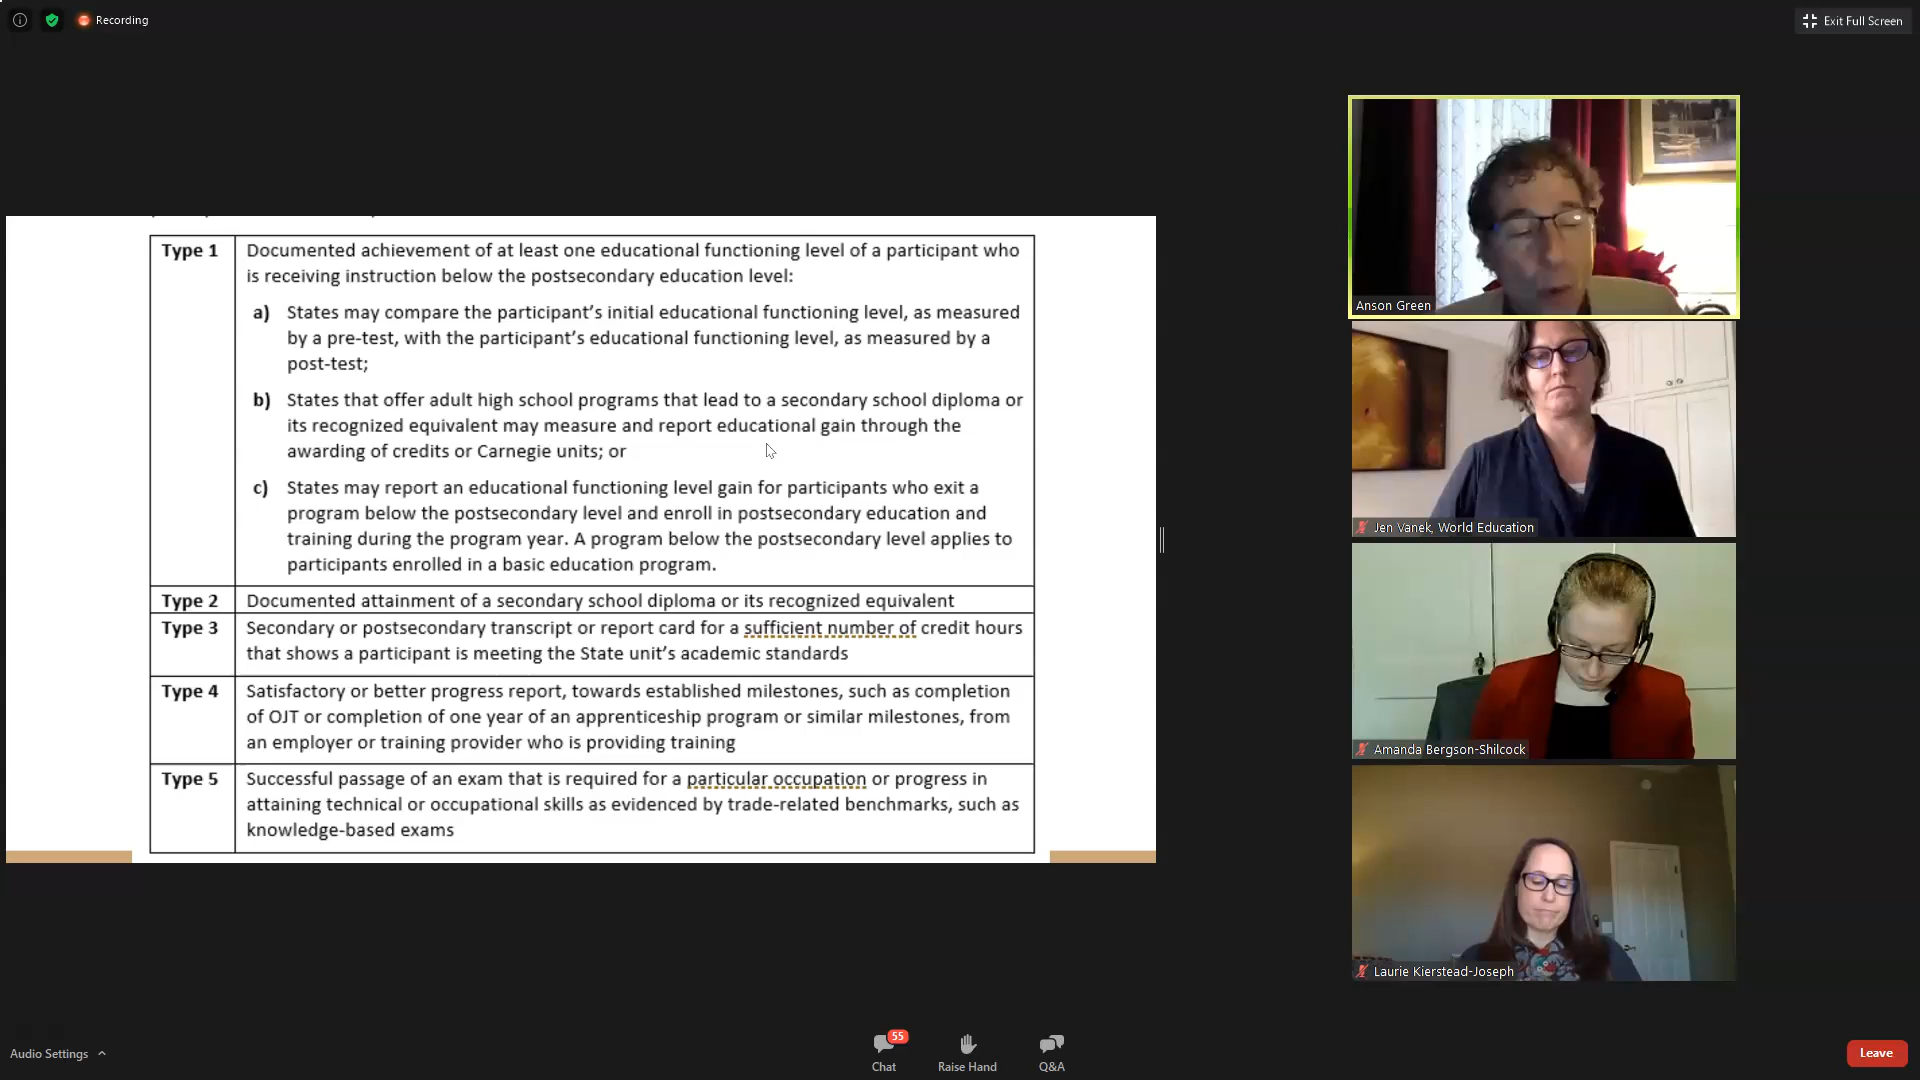 Recording
Exit Full Screen
Type 1
Documented achievement of at least one educational functioning level of a participant who
is receiving instruction below the postsecondary education level:
a) States may compare the participant’s initial educational functioning level, as measured
by a pre-test, with the participant’s educational functioning level, as measured by a
post-test;
b) States that offer adult high school programs that lead to a secondary school diploma or
its recognized equivalent may measure and report educational gain through the
awarding of credits or Carnegie units; or
c) States may report an educational functioning level gain for participants who exit a
program below the postsecondary level and enroll in postsecondary education and
training during the program year. A program below the postsecondary level applies to
participants enrolled in a basic education program.
Type 2
Documented attainment of a secondary school diploma or its recognized equivalent
Type 3
Secondary or postsecondary transcript or report card for a sufficient number of credit hours
that shows a participant is meeting the State unit’s academic standards
Type 4
Satisfactory or better progress report, towards established milestones, such as completion
of OJT or completion of one year of an apprenticeship program or similar milestones, from
an employer or training provider who is providing training
Type 5
Successful passage of an exam that is required for a particular occupation or progress in
attaining technical or occupational skills as evidenced by trade-related benchmarks, such as
knowledge-based exams
Anson Green
Jen Vanek, World Education
Amanda Bergson-Shilcock
Laurie Kierstead-Joseph
Audio Settings
55
Chat
Raise Hand
Q&A
Leave